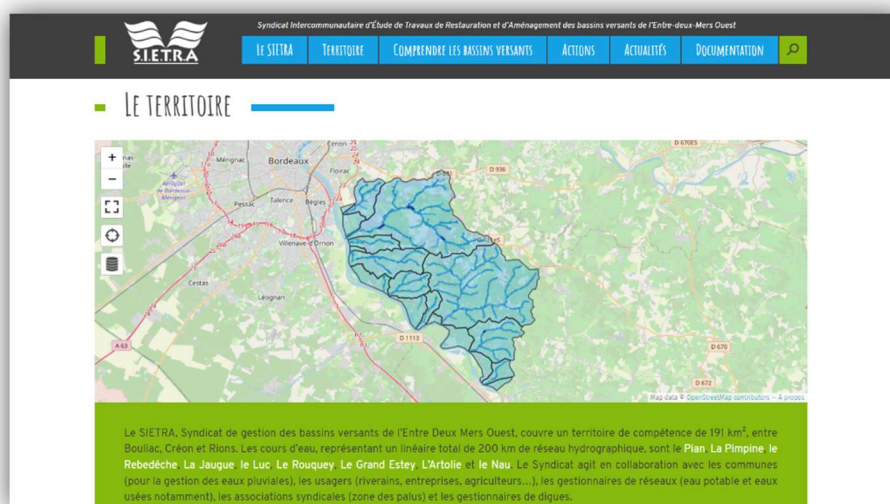 Syndicat Intercommunautaire d'Étude de Travaux de Restauration et d'Aménagement des bassins versants de l'Entre-deux-Mers Ouest
S.I.E.T.R.A
Le SIETRA
Territoire
Comprendre les bassins versants
Actions
Actualités
Documentation
Le territoire
+
−
Cenon
D 936
D 670E5
Mérignac
Bordeaux
Floirac
Aéroport
de Bordeaux-
Mérignac
Pessac
Talence
Bègles
Villenave-d'Ornon
Cestas
Léognan
D 1113
A 63
D 670
D 672
Map data © OpenStreetMap contributors — À propos
Le SIETRA, Syndicat de gestion des bassins versants de l'Entre Deux Mers Ouest, couvre un territoire de compétence de 191 km², entre
Bouliac, Créon et Rions. Les cours d'eau, représentant un linéaire total de 200 km de réseau hydrographique, sont le Pian, La Pimpine, le
Rebedêche, La Jaugue, le Luc, Le Rouquey, Le Grand Estey, L'Artolie et le Nau. Le Syndicat agit en collaboration avec les communes
(pour la gestion des eaux pluviales), les usagers (riverains, entreprises, agriculteurs…), les gestionnaires de réseaux (eau potable et eaux
usées notamment), les associations syndicales (zone des palus) et les gestionnaires de digues.